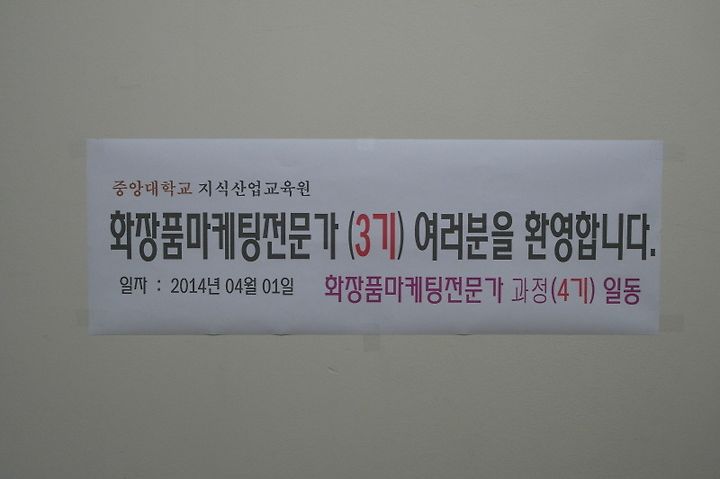 중앙대학교 지식산업교육원
화장품마케팅전문가 (3기) 여러분을 환영합니다.
일자 : 2014년 04월 01일 화장품마케팅전문가 과정(4기) 일동